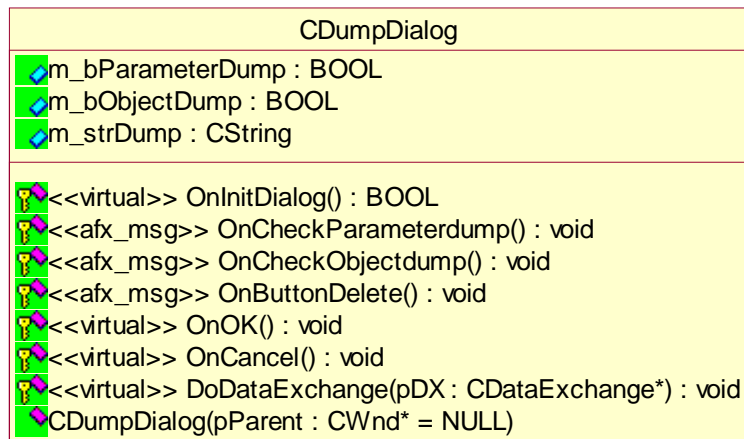 CDumpDialog
m_bParameterDump : BOOL
m_bObjectDump : BOOL
m_strDump : CString
<<virtual>> OnInitDialog() : BOOL
<<afx_msg>> OnCheckParameterdump() : void
<<afx_msg>> OnCheckObjectdump() : void
<<afx_msg>> OnButtonDelete() : void
<<virtual>> OnOK() : void
<<virtual>> OnCancel() : void
<<virtual>> DoDataExchange(pDX : CDataExchange*) : void
CDumpDialog(pParent : CWnd* = NULL)